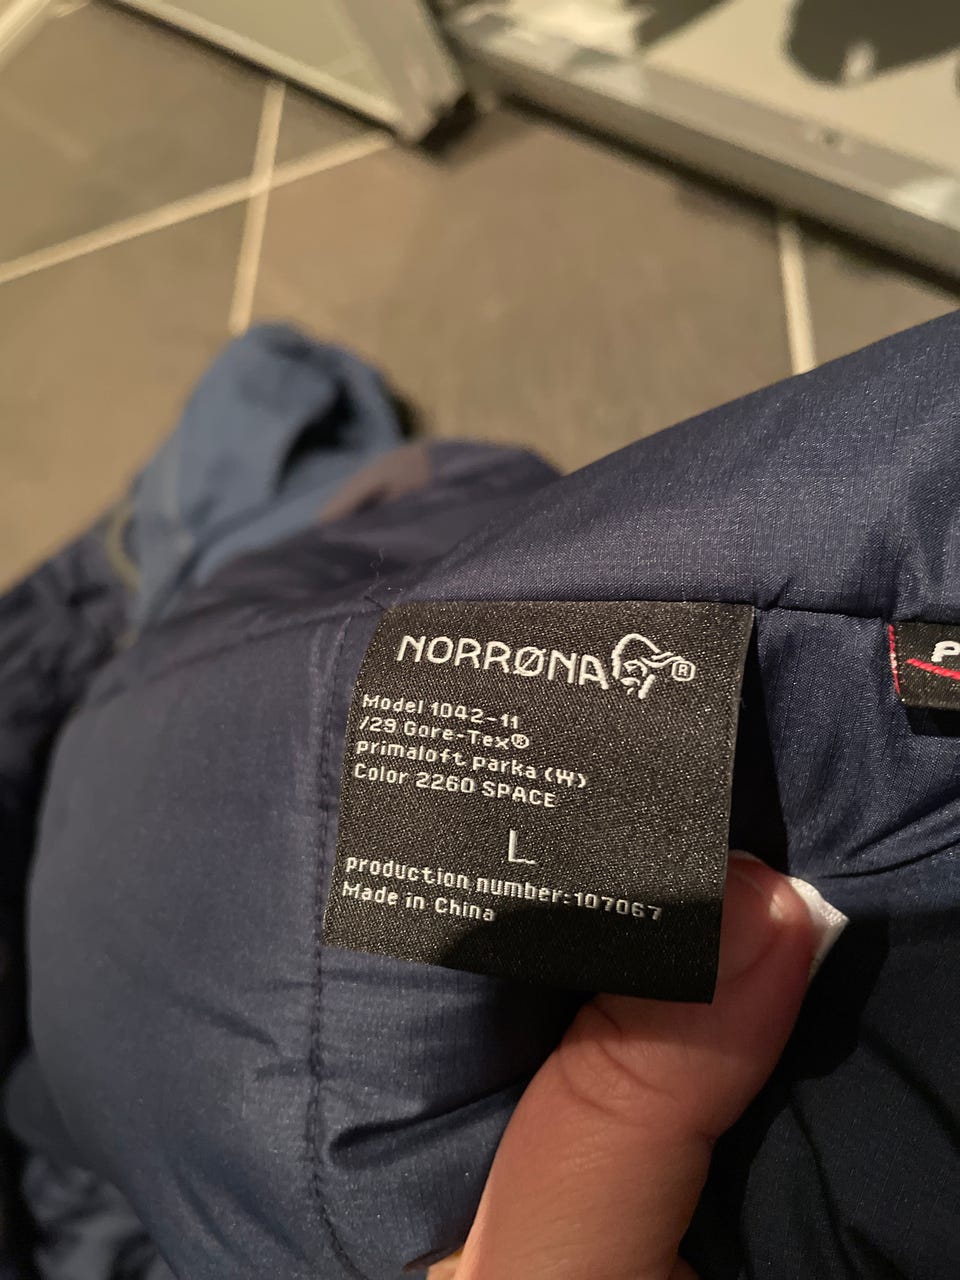 NORRØNA®
Model 1042-11
/29 Gore-Tex®
primaloft Parka (W)
Color 2260 SPACE
L
production number:107067
Made in China
P